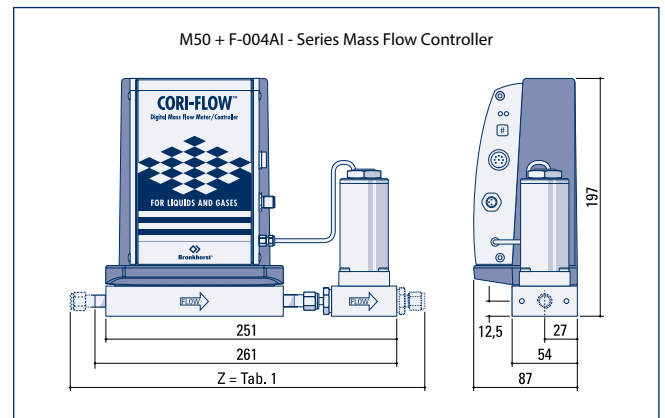 M50 + F-004AI - Series Mass Flow Controller
CORI-FLOW™
Digital Mass Flow Meter/Controller
FOR LIQUIDS AND GASES
Bronkhorst®
#
FLOW
FLOW
251
261
Z = Tab. 1
197
12,5
27
54
87